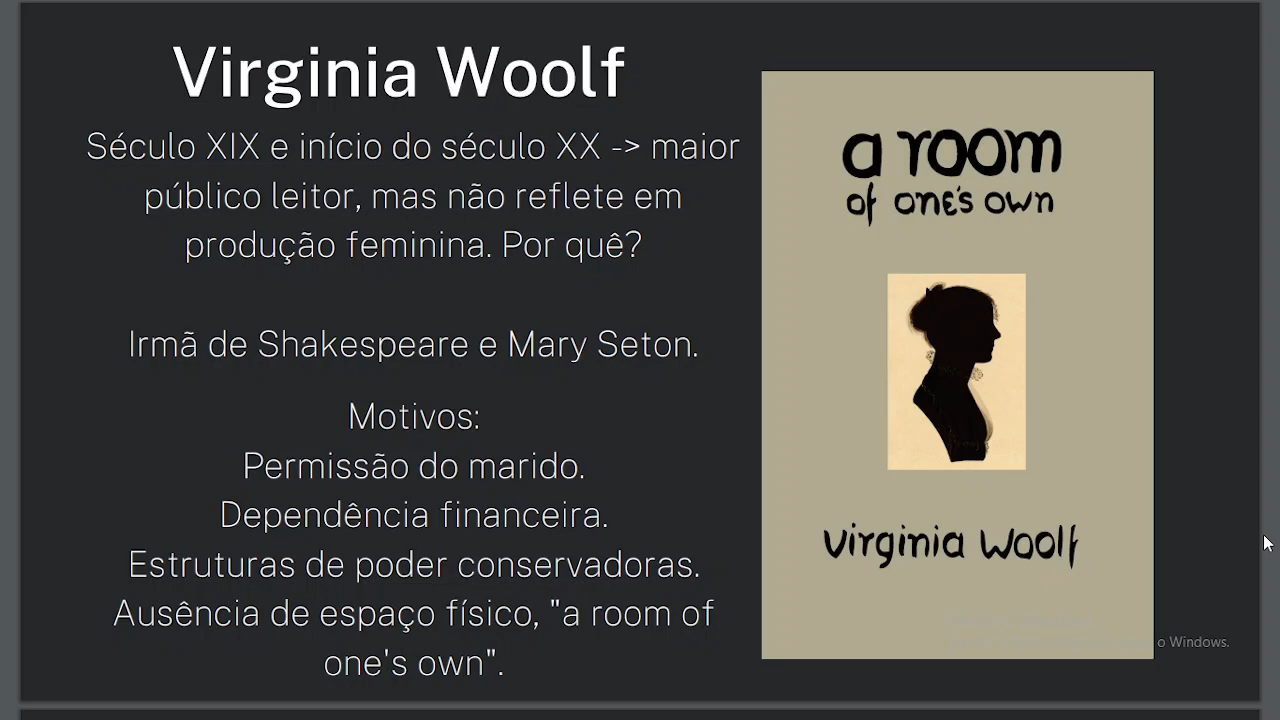 Virginia Woolf
Século XIX e início do século XX -> maior
público leitor, mas não reflete em
produção feminina. Por quê?
Irmã de Shakespeare e Mary Seton.
Motivos:
Permissão do marido.
Dependência financeira.
Estruturas de poder conservadoras.
Ausência de espaço físico, "a room of
one's own".
a room
of one's own
virginia woolf
o Windows.